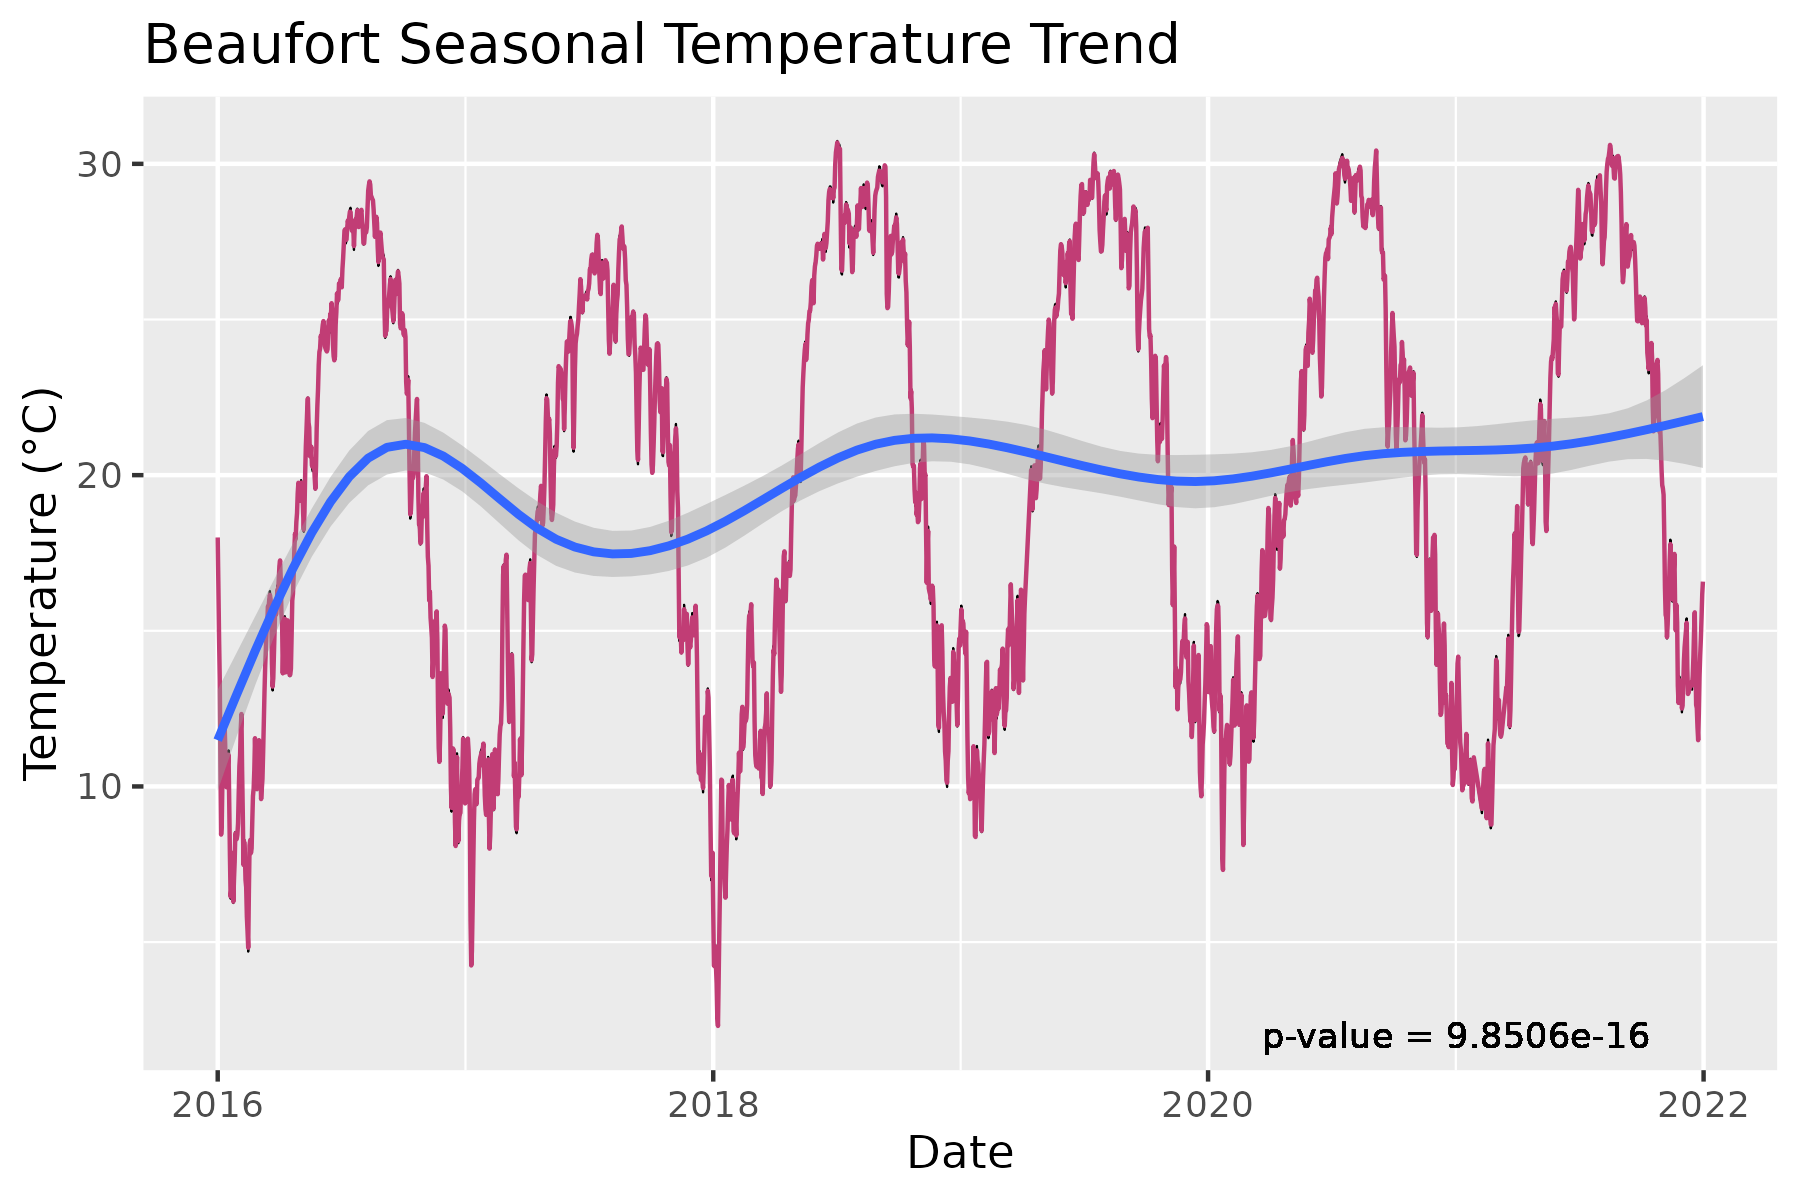 Beaufort Seasonal Temperature Trend
Temperature (°C)
30
20
10
p-value = 9.8506e-16
2016 2018 2020 2022
Date